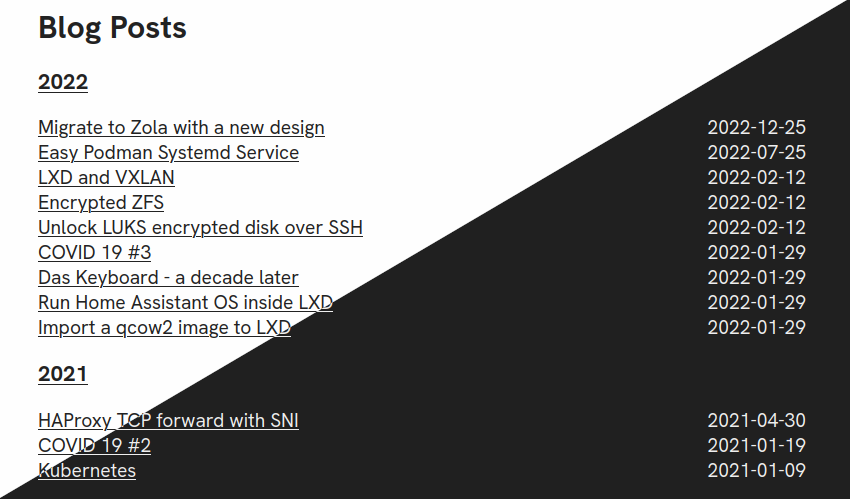 Blog Posts
2022
Migrate to Zola with a new design 2022-12-25
Easy Podman Systemd Service 2022-07-25
LXD and VXLAN 2022-02-12
Encrypted ZFS 2022-02-12
Unlock LUKS encrypted disk over SSH 2022-02-12
COVID 19 #3 2022-01-29
Das Keyboard - a decade later 2022-01-29
Run Home Assistant OS inside LXD 2022-01-29
Import a qcow2 image to LXD 2022-01-29
2021
HAProxy TCP forward with SNI 2021-04-30
COVID 19 #2 2021-01-19
Kubernetes 2021-01-09